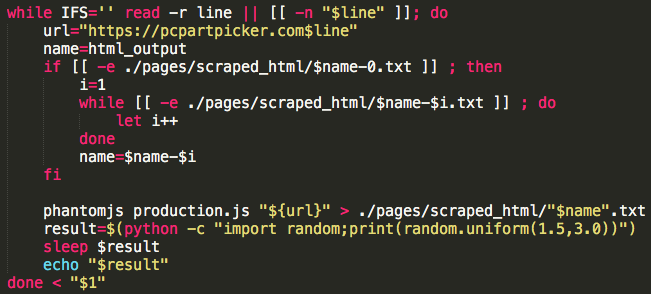 while IFS='' read -r line || [[ -n "$line" ]]; do
    url="https://pcpartpicker.com$line"
    name=html_output
    if [[ -e ./pages/scraped_html/$name-0.txt ]] ; then
        i=1
        while [[ -e ./pages/scraped_html/$name-$i.txt ]] ; do
            let i++
        done
        name=$name-$i
    fi

    phantomjs production.js "${url}" > ./pages/scraped_html/"$name".txt
    result=$(python -c "import random;print(random.uniform(1.5,3.0))")
    sleep $result
    echo "$result"
done < "$1"